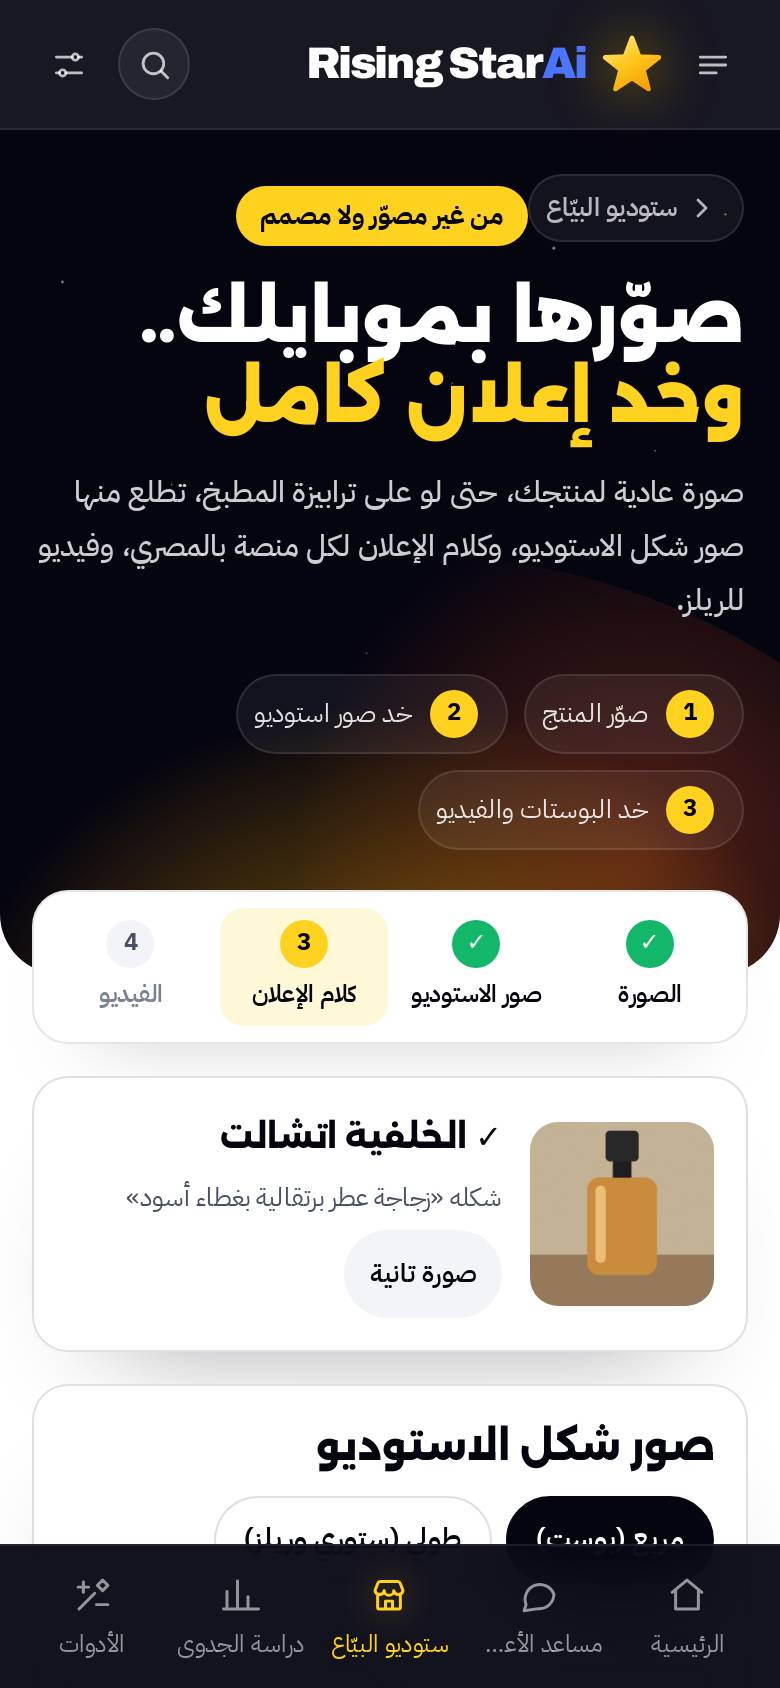 Rising StarAi
ستوديو البيّاع
من غير مصوّر ولا مصمم
صوّرها بموبايلك..
وخد إعلان كامل
صورة عادية لمنتجك، حتى لو على ترابيزة المطبخ، تطلع منها
صور شكل الاستوديو، وكلام الإعلان لكل منصة بالمصري، وفيديو
للريلز.
1 صوّر المنتج
2 خد صور استوديو
3 خد البوستات والفيديو
✓ ✓ 3 4
الصورة صور الاستوديو كلام الإعلان الفيديو
✓ الخلفية اتشالت
شكله «زجاجة عطر برتقالية بغطاء أسود»
صورة تانية
صور شكل الاستوديو
مربع (بوست) طولي (ستوري وريلز)
الرئيسية مساعد الأع... ستوديو البيّاع دراسة الجدوى الأدوات